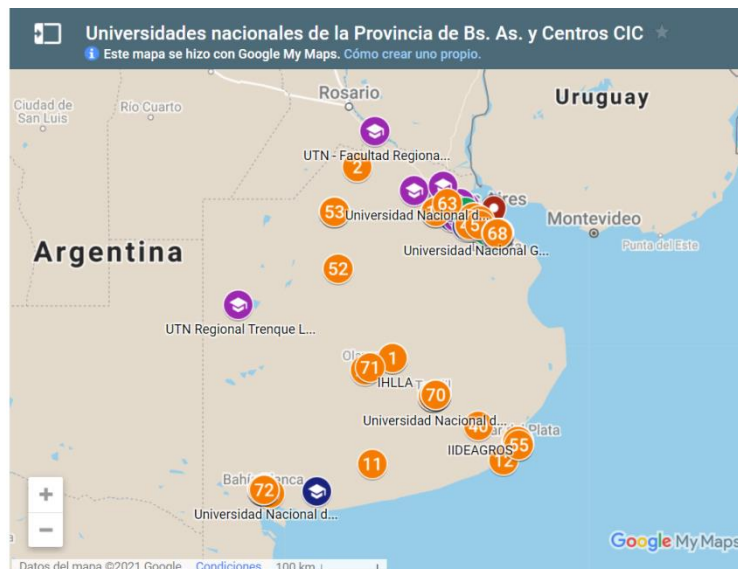 Universidades nacionales de la Provincia de Bs. As. y Centros CIC
Este mapa se hizo con Google My Maps. Cómo crear uno propio.
Rosario
Ciudad de
San Luis
Río Cuarto
Uruguay
UTN - Facultad Regiona...
2
63
53
Universidad Nacional d...
68
Montevideo
Punta del Este
Argentina
Universidad Nacional G...
52
UTN Regional Trenque L...
1
71
IHLLA
70
Universidad Nacional d...
IIDEAGROS
55
12
11
72
Universidad Nacional d...
+
−
Google My Maps
Datos del mapa ©2021 Google
Condiciones
100 km